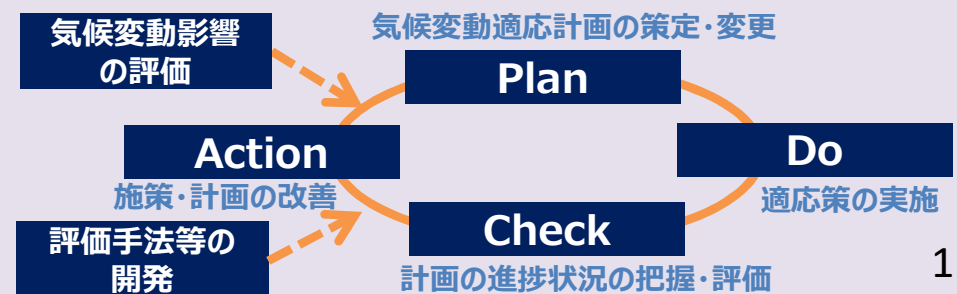 気候変動影響
の評価
気候変動適応計画の策定･変更
Plan
Action
施策･計画の改善
Do
適応策の実施
評価手法等の
開発
Check
計画の進捗状況の把握･評価
1